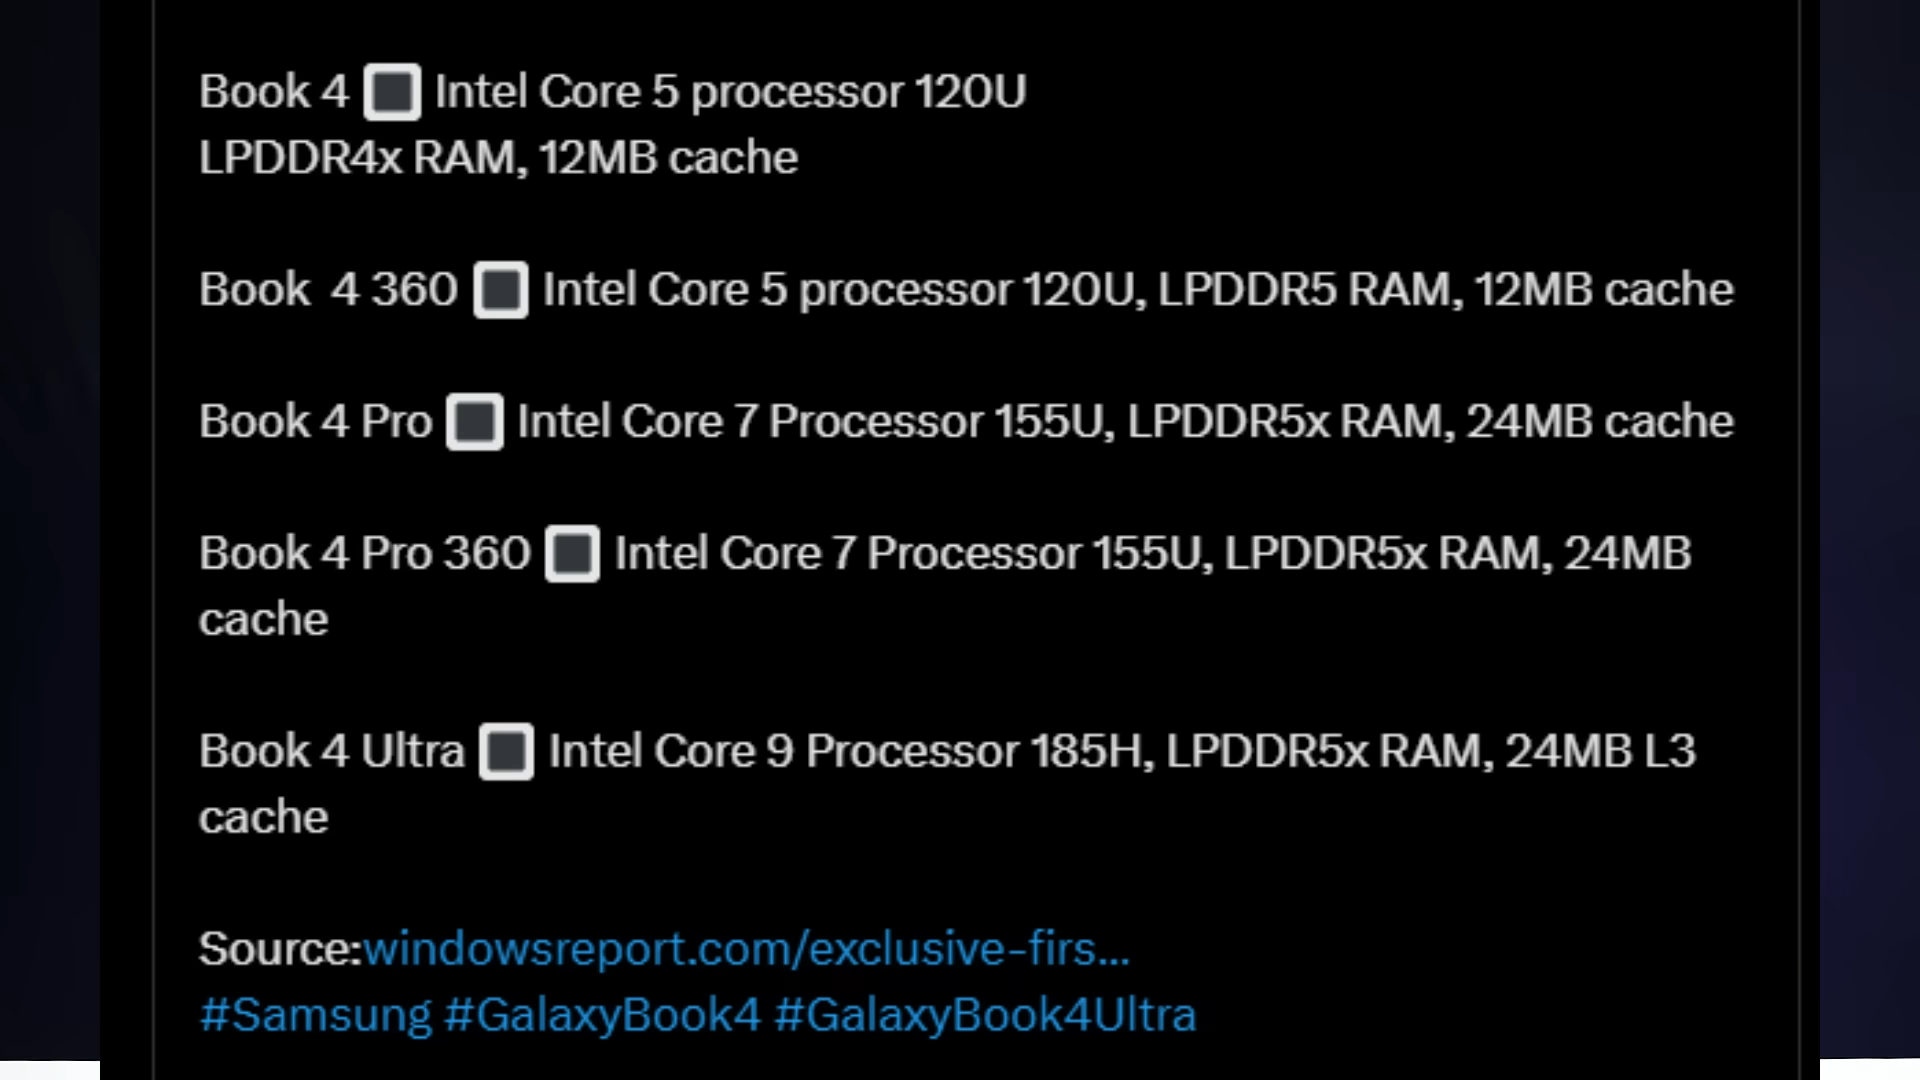 Book 4 🔲 Intel Core 5 processor 120U
LPDDR4x RAM, 12MB cache
Book  4 360 🔲 Intel Core 5 processor 120U, LPDDR5 RAM, 12MB cache
Book 4 Pro 🔲 Intel Core 7 Processor 155U, LPDDR5x RAM, 24MB cache
Book 4 Pro 360 🔲 Intel Core 7 Processor 155U, LPDDR5x RAM, 24MB
cache
Book 4 Ultra 🔲 Intel Core 9 Processor 185H, LPDDR5x RAM, 24MB L3
cache
Source:windowsreport.com/exclusive-firs...
#Samsung #GalaxyBook4 #GalaxyBook4Ultra